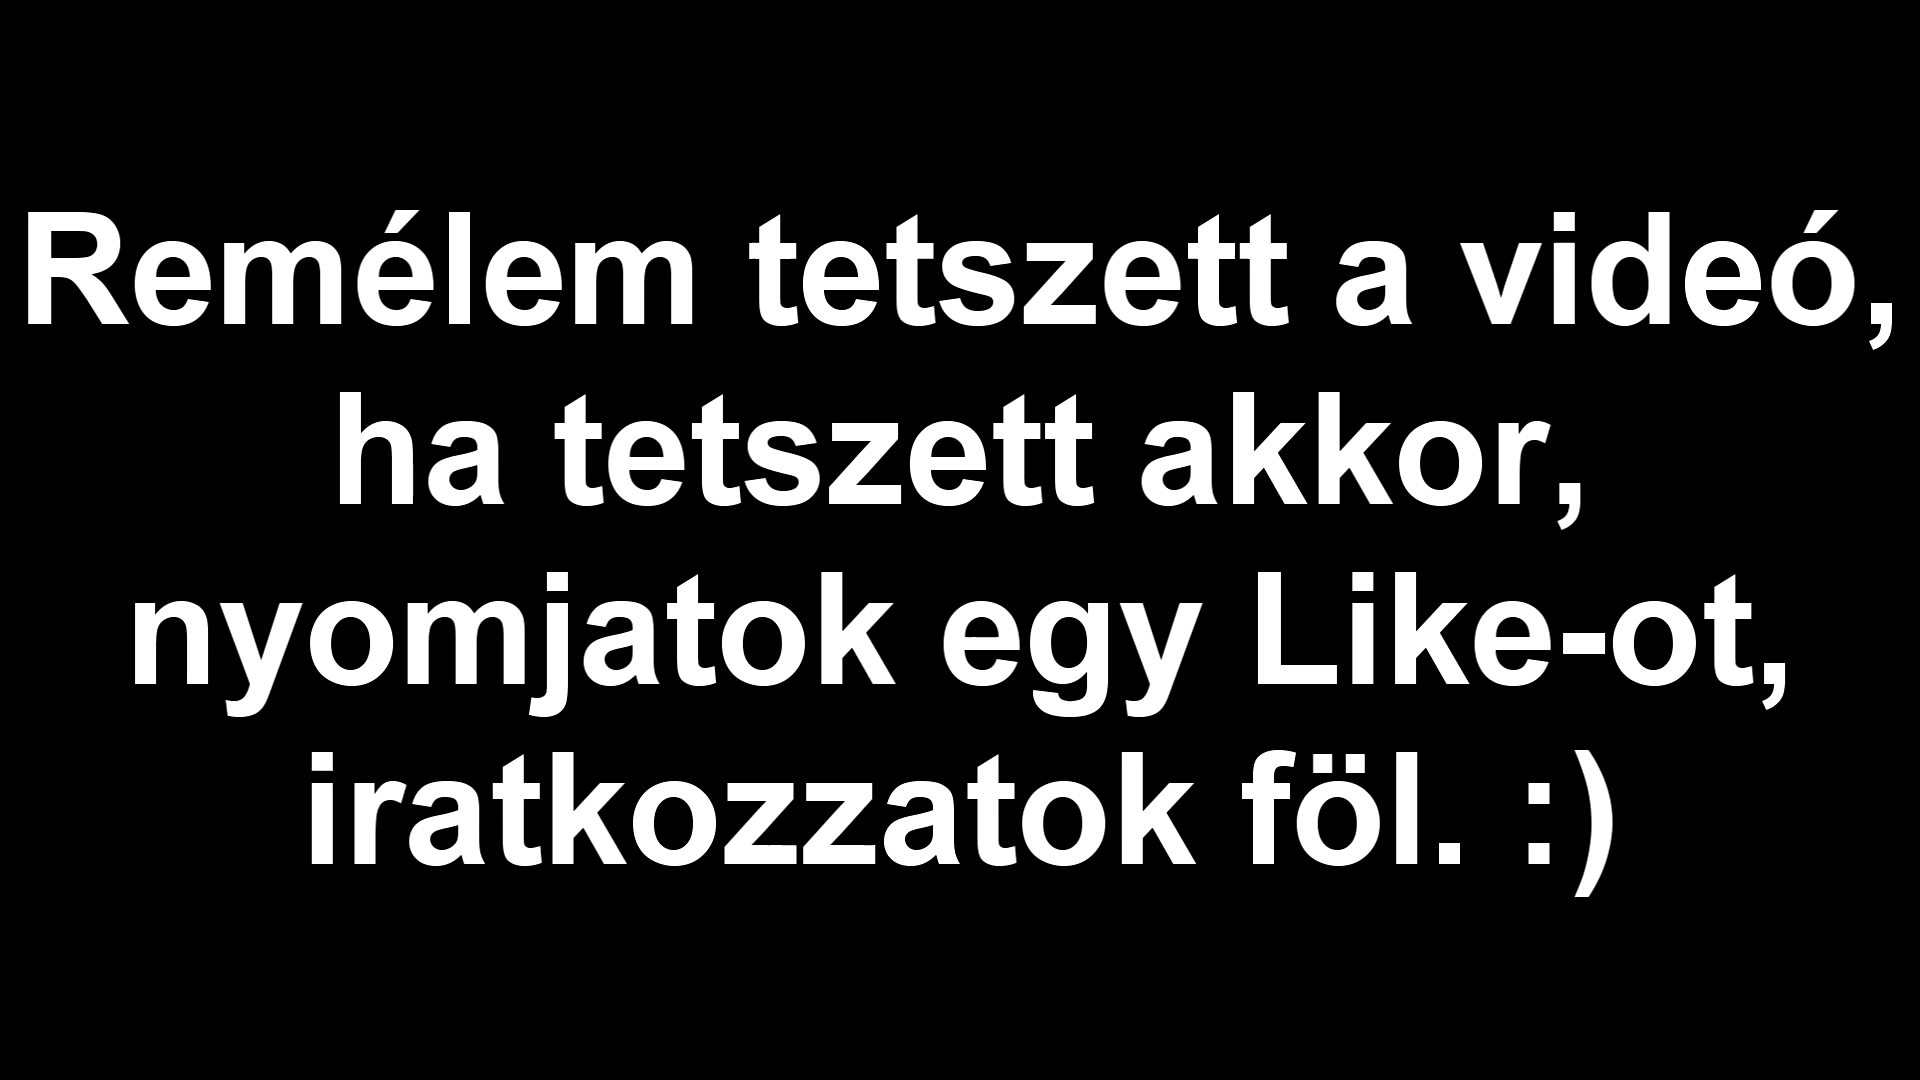 Remélem tetszett a videó,
ha tetszett akkor,
nyomjatok egy Like-ot,
iratkozzatok föl. :)